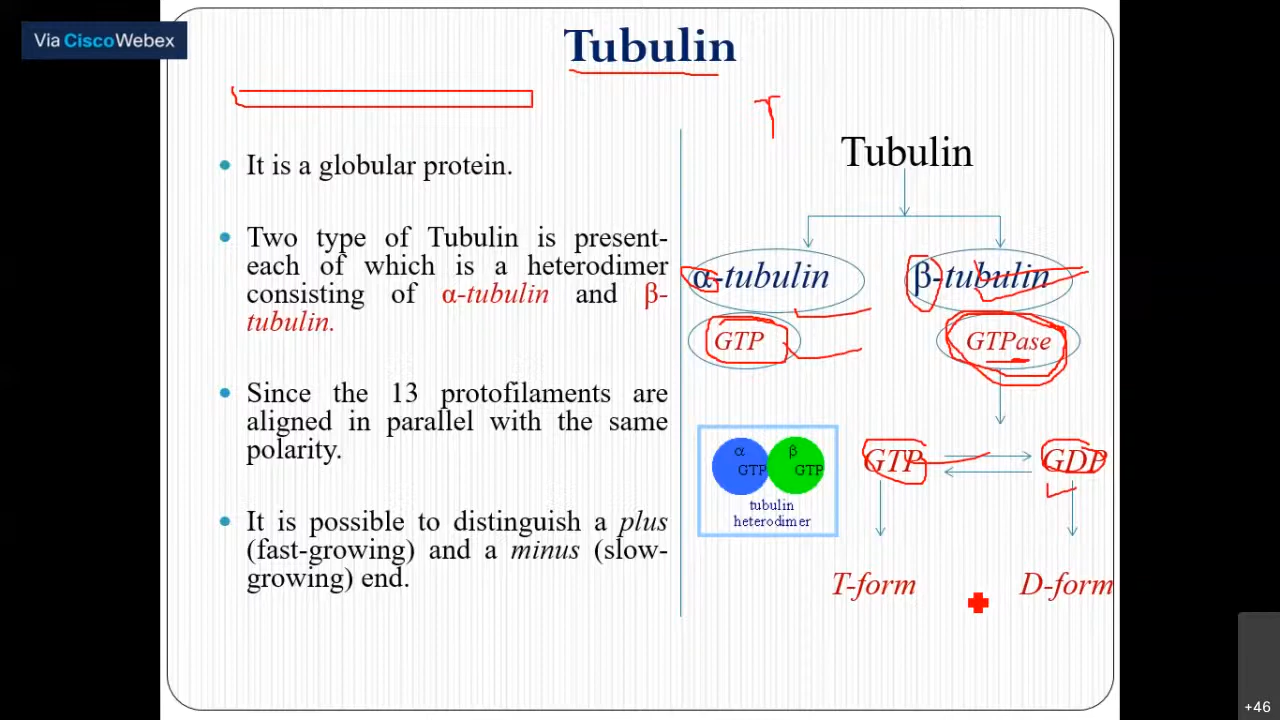 Via Cisco Webex
Tubulin
T
It is a globular protein.
Two type of Tubulin is present-
each of which is a heterodimer
consisting of α-tubulin and β-
tubulin.
Since the 13 protofilaments are
aligned in parallel with the same
polarity.
It is possible to distinguish a plus
(fast-growing) and a minus (slow-
growing) end.
Tubulin
α-tubulin
β-tubulin
GTP
GTPase
α
GTP
β
GTP
tubulin
heterodimer
GTP
GDP
T-form
D-form
+46